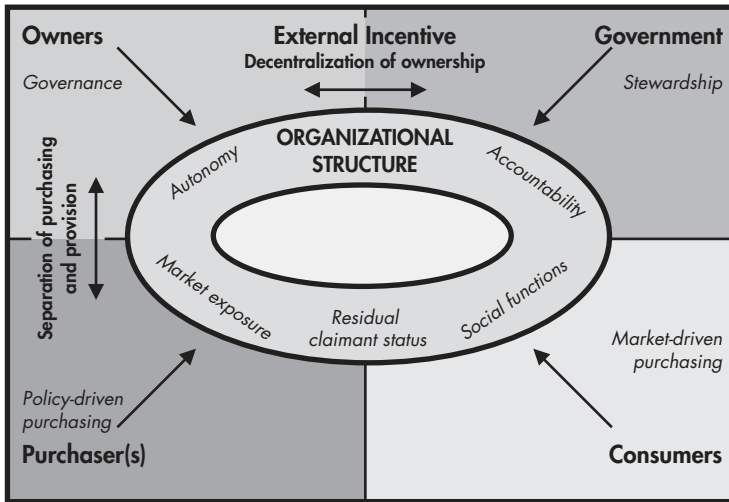 Owners
Governance
External Incentive
Decentralization of ownership
Government
Stewardship
ORGANIZATIONAL
STRUCTURE
Autonomy
Accountability
Separation of purchasing
and provision
Market exposure
Residual
claimant status
Social functions
Market-driven
purchasing
Policy-driven
purchasing
Purchaser(s)
Consumers